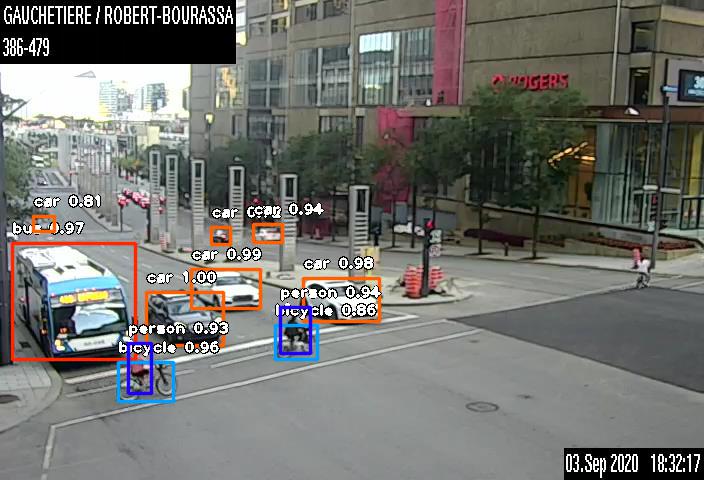 GAUCHETIERE / ROBERT-BOURASSA
386-479
ROGERS
car 0.81
car
car 0.94
bus 0.97
car 0.99
car 1.00
car 0.98
person 0.94
bicycle 0.86
person 0.93
bicycle 0.96
03.Sep 2020 18:32:17